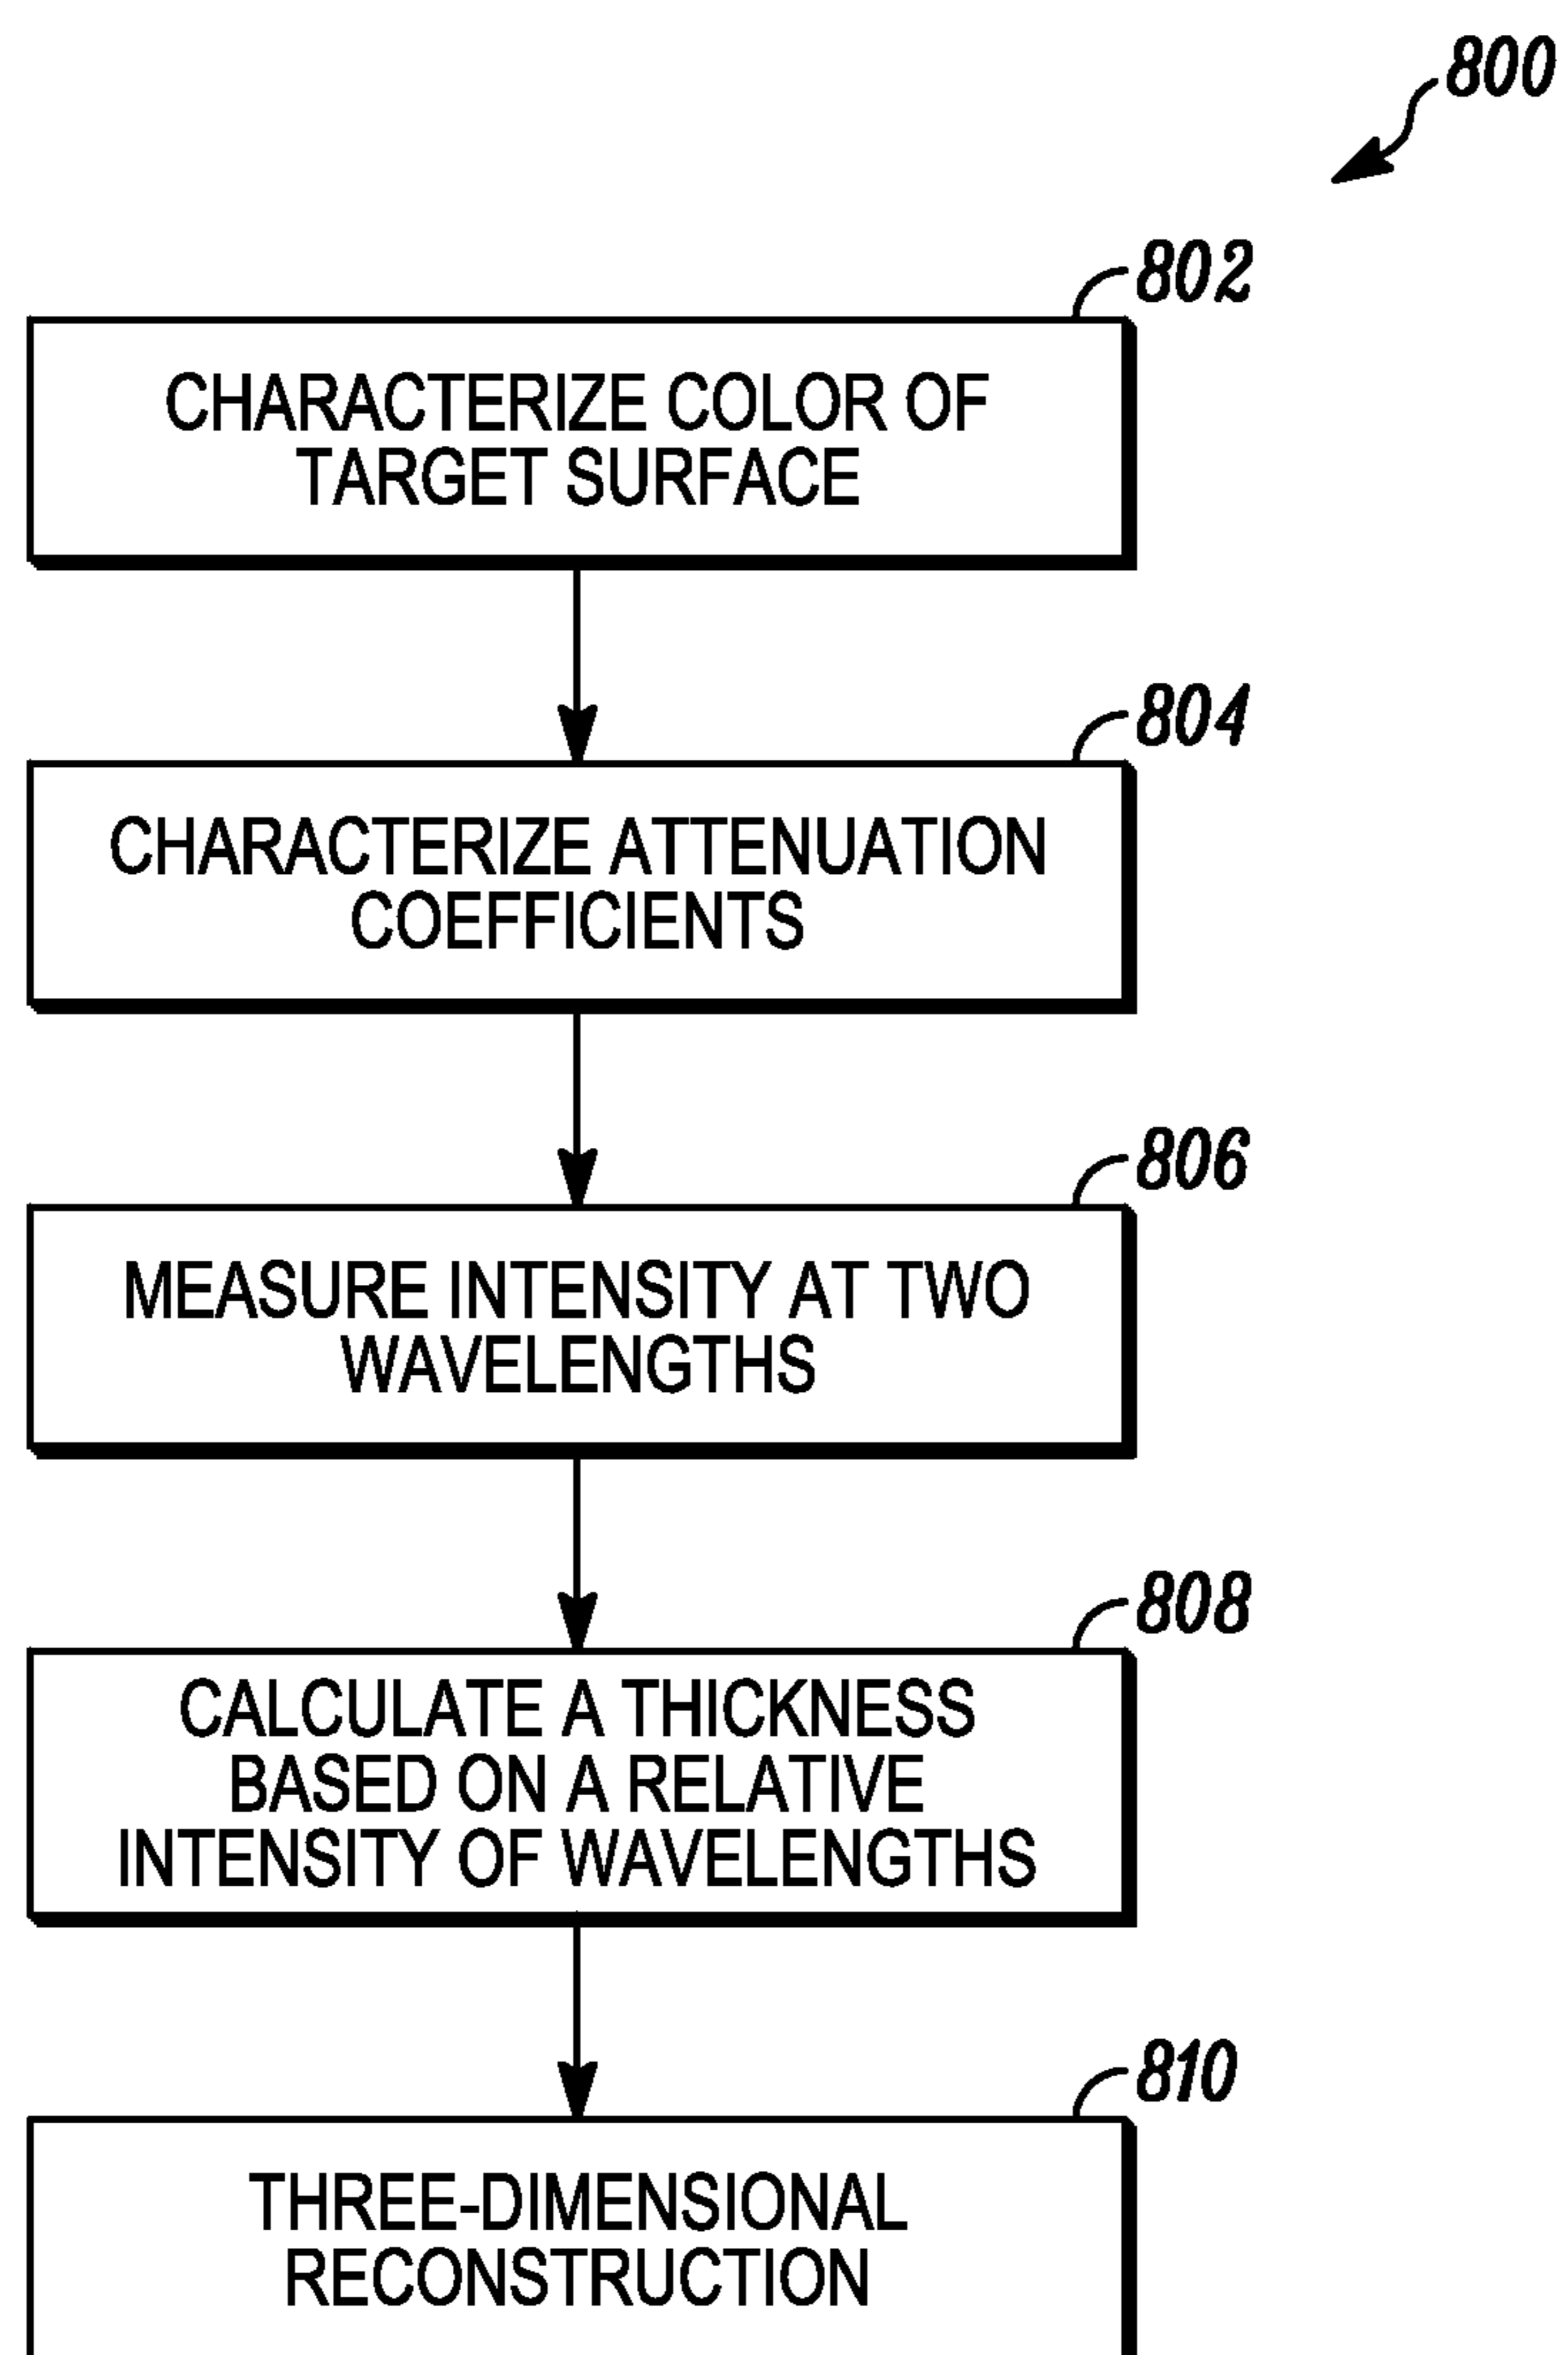 800
802
CHARACTERIZE COLOR OF
TARGET SURFACE
804
CHARACTERIZE ATTENUATION
COEFFICIENTS
806
MEASURE INTENSITY AT TWO
WAVELENGTHS
808
CALCULATE A THICKNESS
BASED ON A RELATIVE
INTENSITY OF WAVELENGTHS
810
THREE-DIMENSIONAL
RECONSTRUCTION